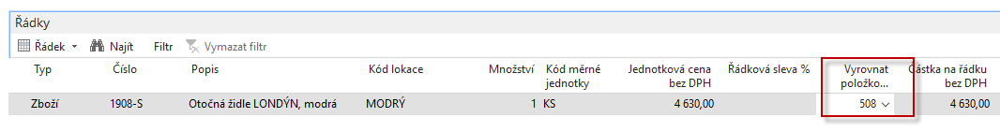 Řádky
Řádek Najít Filtr Vymazat filtr
Typ Číslo Popis Kód lokace Množství Kód měrné jednotky Jednotková cena bez DPH Řádková sleva % Vyrovnat položko... Částka na řádku bez DPH
Zboží 1908-S Otočná židle LONDÝN, modrá MODRÝ 1 KS 4 630,00 508 4 630,00